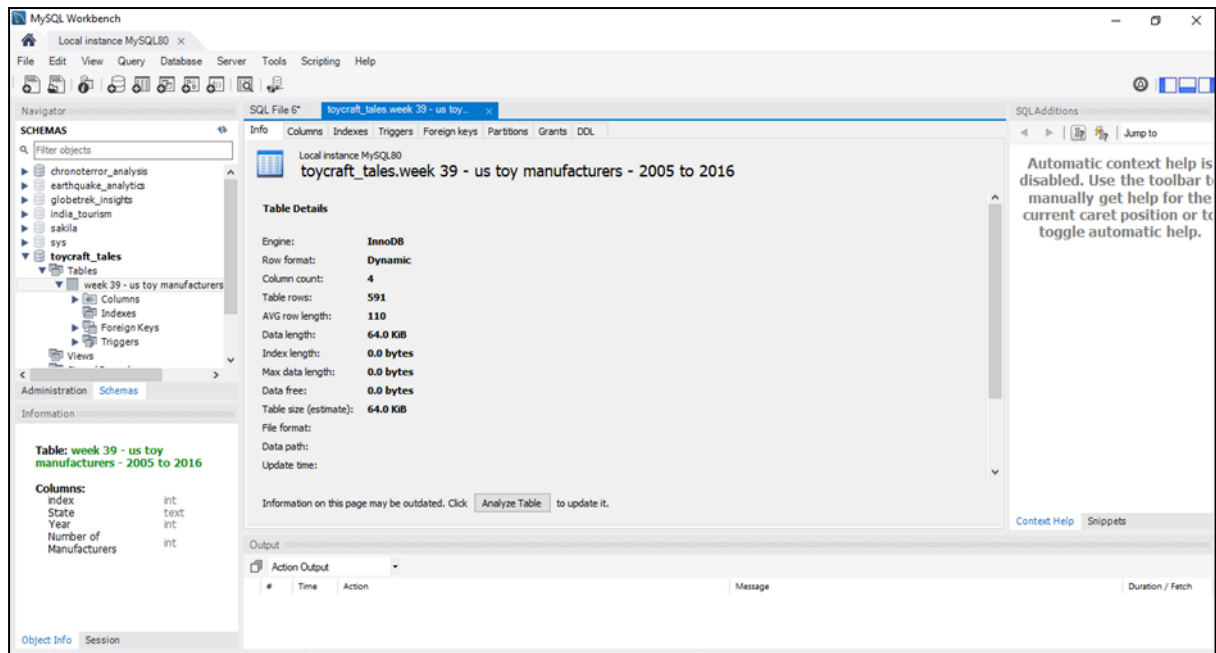 MySQL Workbench
Local instance MySQL80
File Edit View Query Database Server Tools Scripting Help
Navigator
SCHEMAS
Filter objects
chronoterror_analysis
earthquake_analytics
globetrek_insights
india_tourism
sakila
sys
toycraft_tales
Tables
week 39 - us toy manufacturers
Columns
Indexes
Foreign Keys
Triggers
Views
Administration Schemas
Information
Table: week 39 - us toy
manufacturers - 2005 to 2016
Columns:
index int
State text
Year int
Number of
Manufacturers int
Object Info Session
SQL File 6* toycraft_tales.week 39 - us toy...
Info Columns Indexes Triggers Foreign keys Partitions Grants DDL
Local instance MySQL80
toycraft_tales.week 39 - us toy manufacturers - 2005 to 2016
Table Details
Engine: InnoDB
Row format: Dynamic
Column count: 4
Table rows: 591
AVG row length: 110
Data length: 64.0 KiB
Index length: 0.0 bytes
Max data length: 0.0 bytes
Data free: 0.0 bytes
Table size (estimate): 64.0 KiB
File format:
Data path:
Update time:
Information on this page may be outdated. Click Analyze Table to update it.
Output
Action Output
# Time Action Message Duration / Fetch
SQLAdditions
Jump to
Automatic context help is
disabled. Use the toolbar t
manually get help for the
current caret position or to
toggle automatic help.
Context Help Snippets